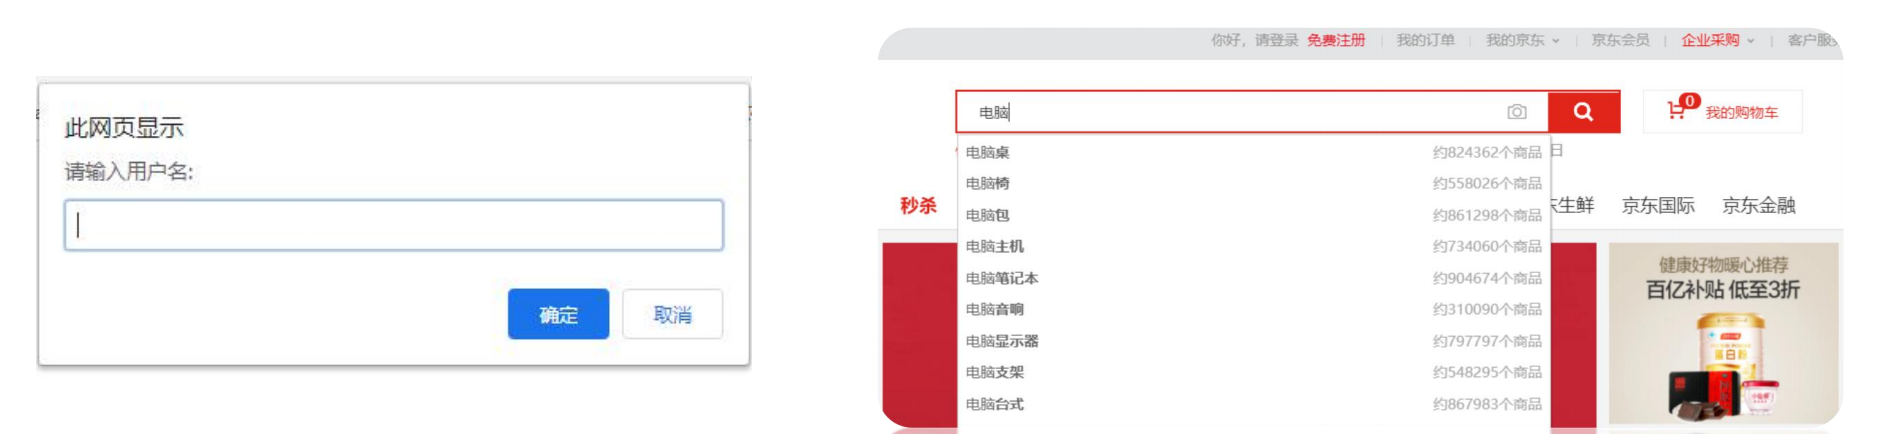 此网页显示
请输入用户名:
确定
取消
你好，请登录 免费注册 我的订单 我的京东 京东会员 企业采购 客户服
电脑
0
我的购物车
电脑桌 约824362个商品
日
电脑椅 约558026个商品
秒杀
生鲜 京东国际 京东金融
电脑包 约861298个商品
电脑主机 约734060个商品
电脑笔记本 约904674个商品
电脑音响 约310090个商品
电脑显示器 约797797个商品
电脑支架 约548295个商品
电脑台式 约867983个商品
健康好物暖心推荐
百亿补贴 低至3折
蛋白粉